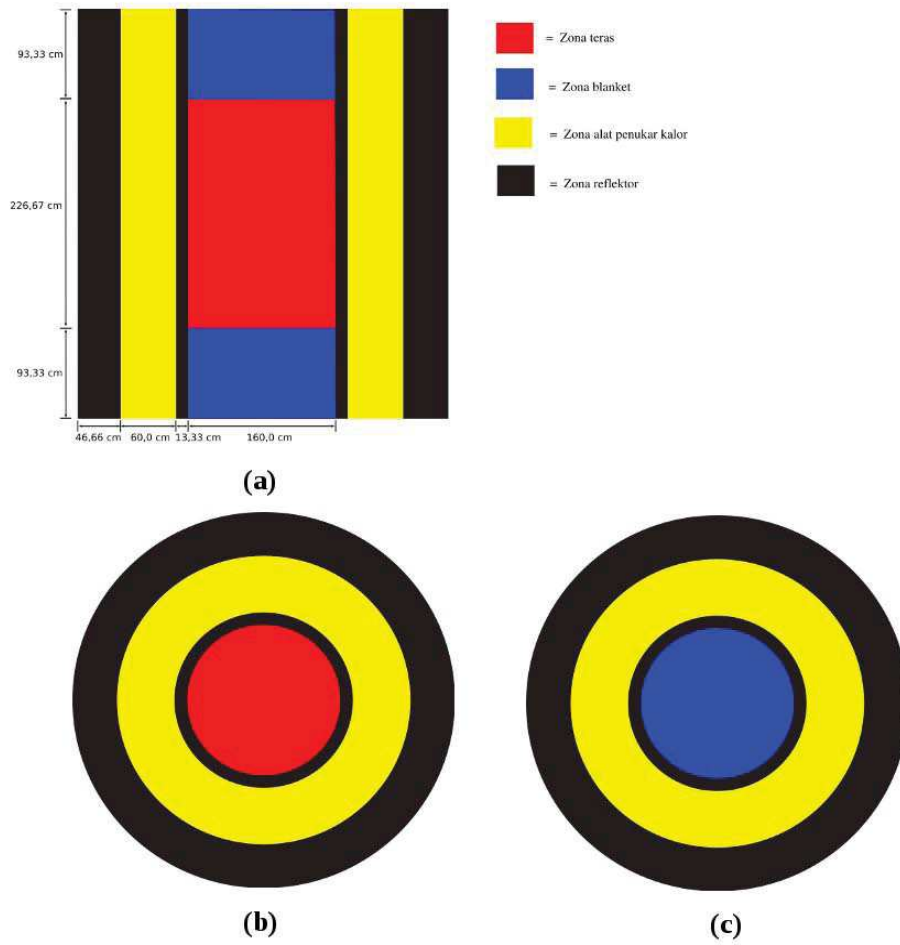 93,33 cm
226,67 cm
93,33 cm
46,66 cm 60,0 cm 13,33 cm 160,0 cm
= Zona teras
= Zona blanket
= Zona alat penukar kalor
= Zona reflektor
(a)
(b)
(c)